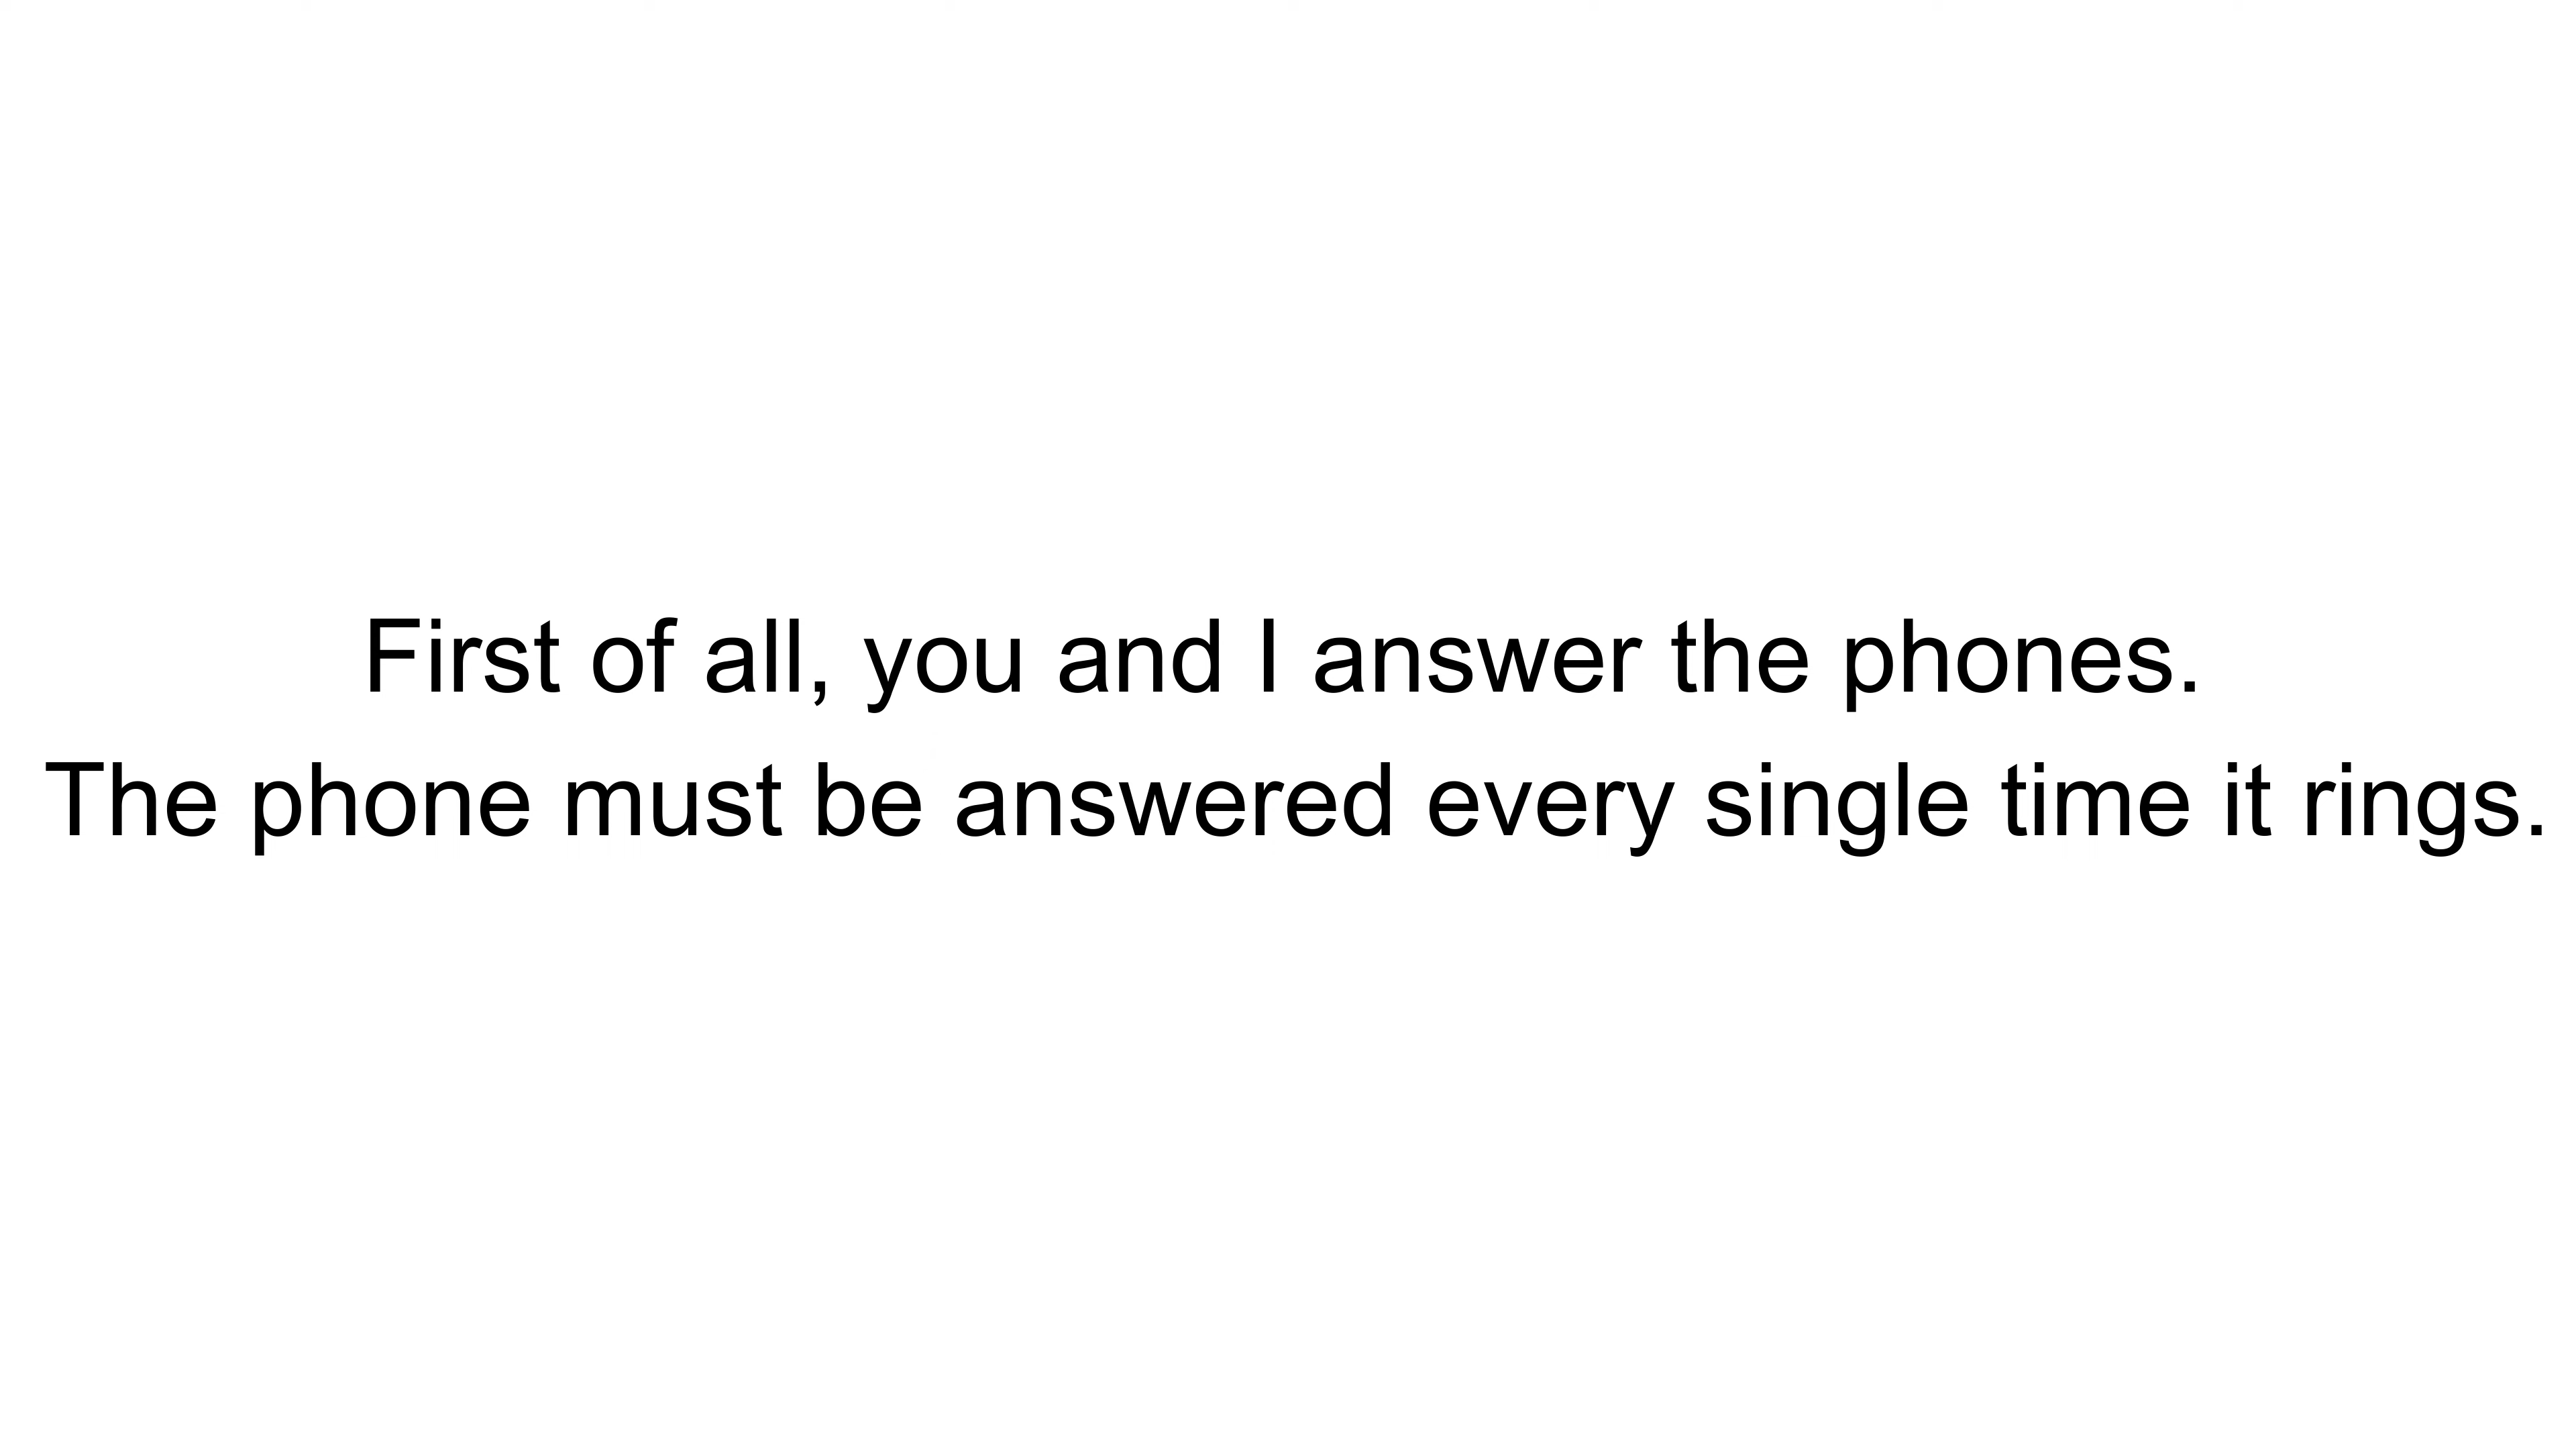 First of all, you and I answer the phones.
The phone must be answered every single time it rings.